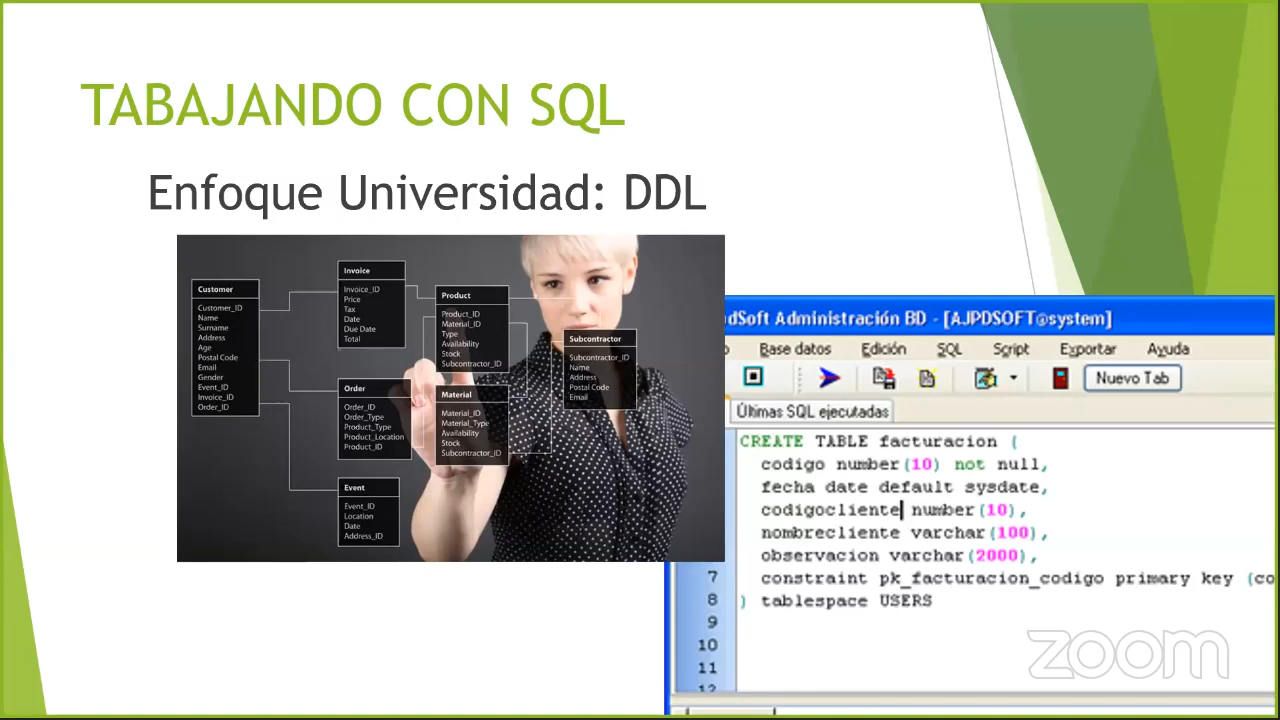 TABAJANDO CON SQL
Enfoque Universidad: DDL
Customer
Customer_ID
Name
Surname
Address
Age
Postal Code
Email
Gender
Event_ID
Invoice_ID
Order_ID
Invoice
Invoice_ID
Price
Tax
Date
Due Date
Total
Order
Order_ID
Order_Type
Product_Type
Product_Location
Product_ID
Event
Event_ID
Location
Date
Address_ID
Product
Product_ID
Material_ID
Type
Availability
Stock
Subcontractor_ID
Material
Material_ID
Material_Type
Availability
Stock
Subcontractor_ID
Subcontractor
Subcontractor_ID
Name
Address
Postal Code
Email
dSoft Administración BD - [AJPDSOFT@system]
Base datos Edición SQL Script Exportar Ayuda
Nuevo Tab
Últimas SQL ejecutadas
CREATE TABLE facturacion (
codigo number(10) not null,
fecha date default sysdate,
codigocliente number(10),
nombrecliente varchar(100),
observacion varchar(2000),
7 constraint pk_facturacion_codigo primary key (co
8 ) tablespace USERS
9
10
11
12
zoom